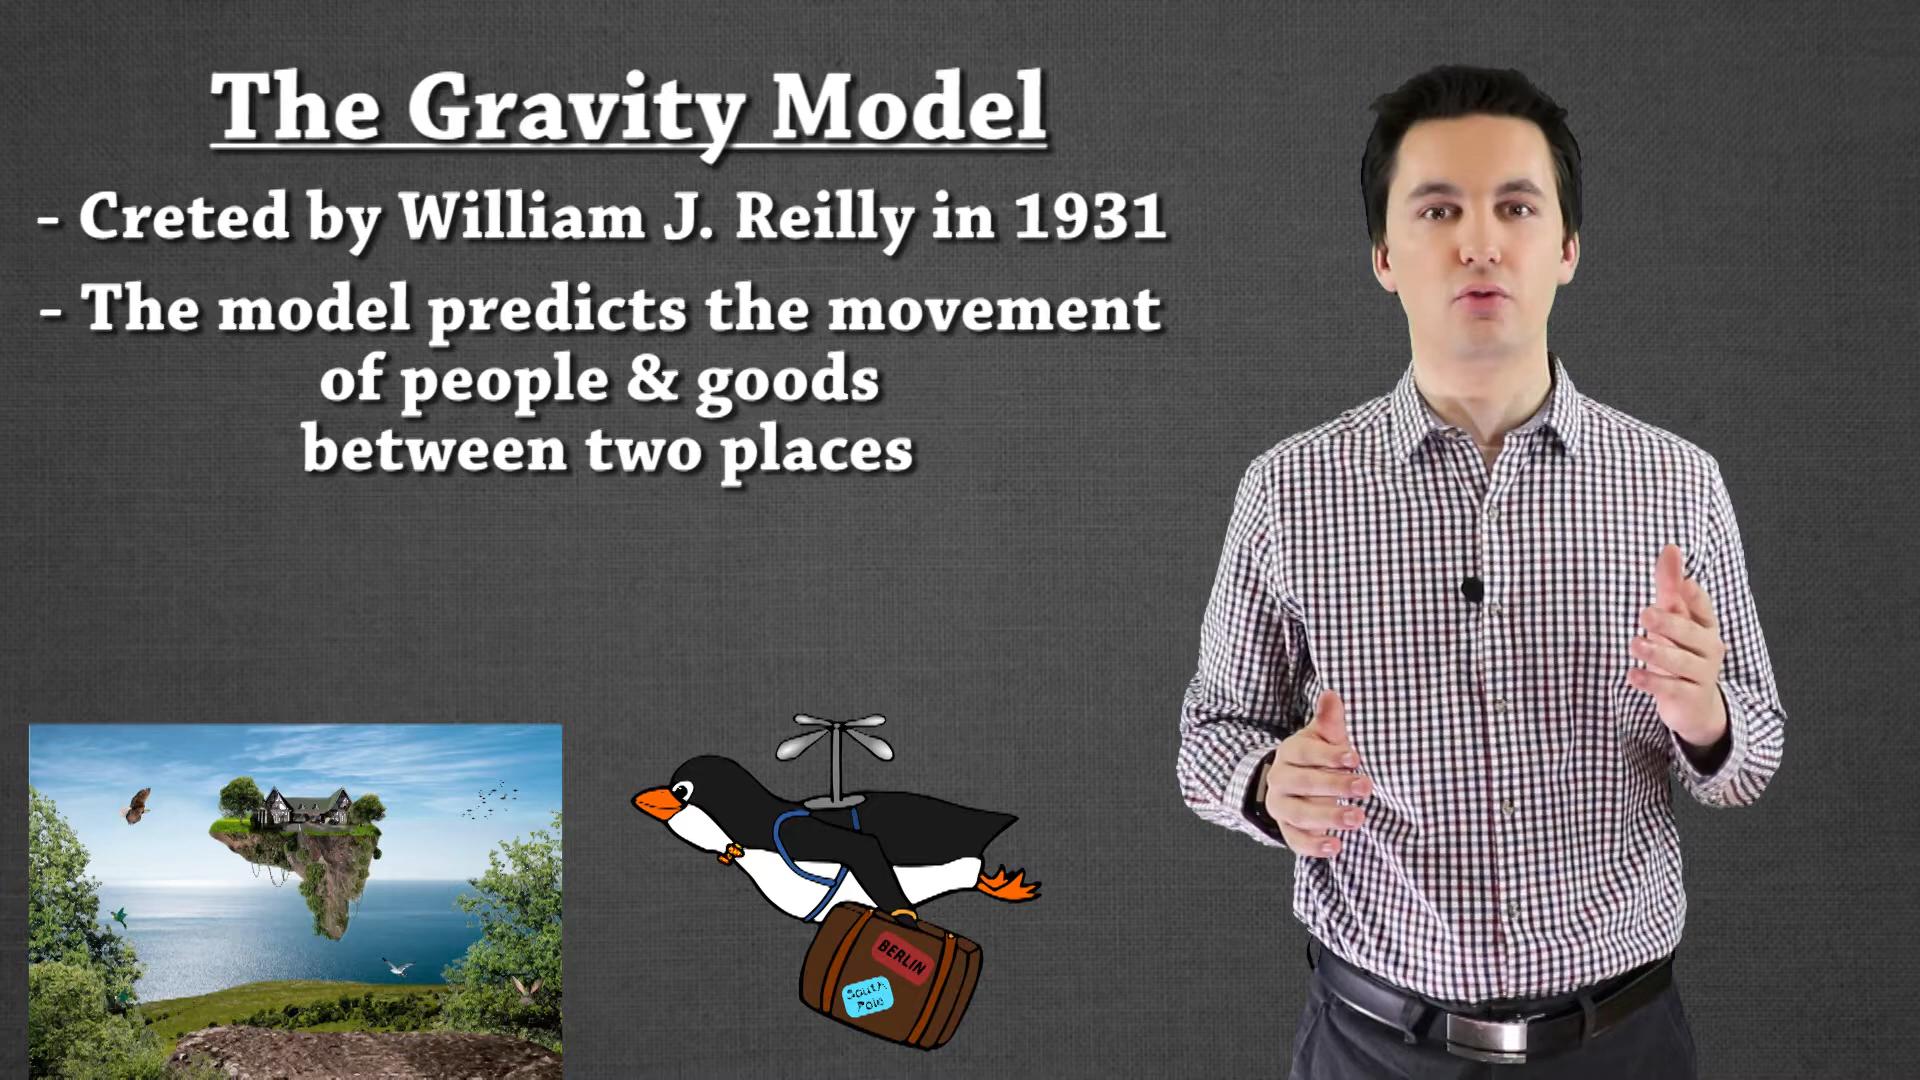 The Gravity Model
- Creted by William J. Reilly in 1931
- The model predicts the movement
of people & goods
between two places
BERLIN
South
Pole